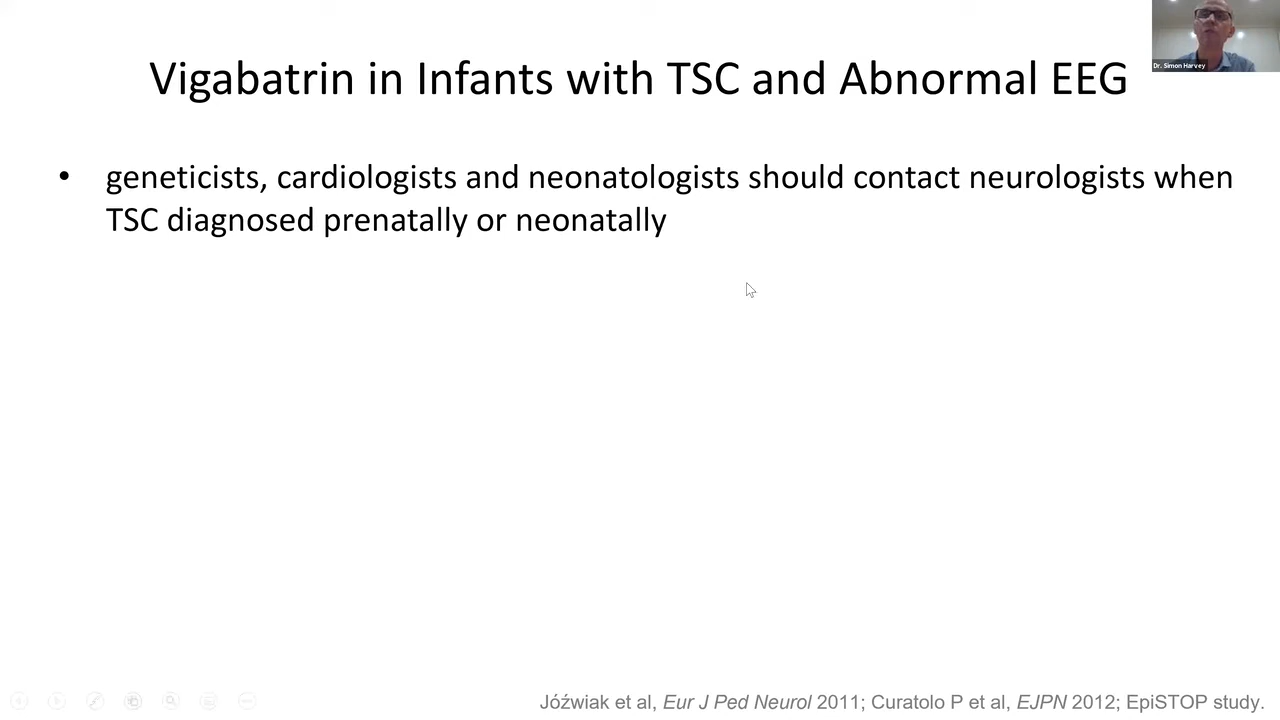 Vigabatrin in Infants with TSC and Abnormal EEG
Dr. Simon Harvey
• geneticists, cardiologists and neonatologists should contact neurologists when
TSC diagnosed prenatally or neonatally
Jóźwiak et al, Eur J Ped Neurol 2011; Curatolo P et al, EJPN 2012; EpiSTOP study.